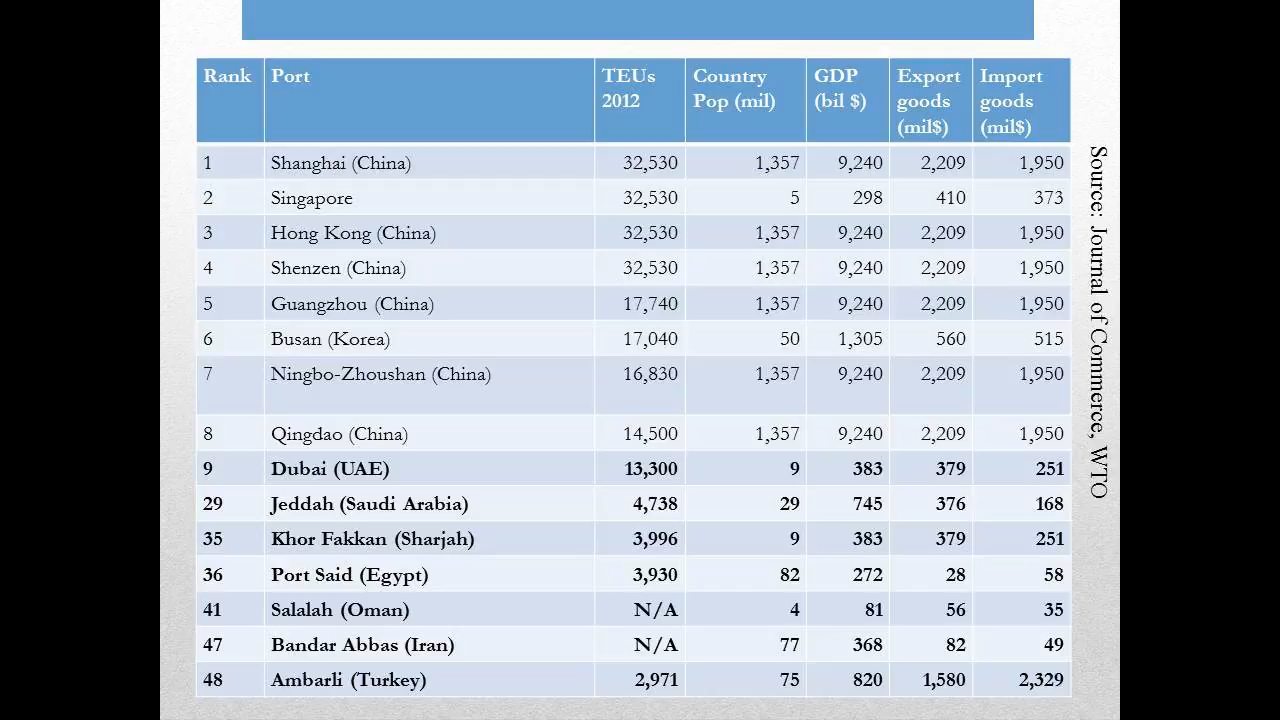 Rank Port TEUs 2012 Country Pop (mil) GDP (bil $) Export goods (mil$) Import goods (mil$)
1 Shanghai (China) 32,530 1,357 9,240 2,209 1,950
2 Singapore 32,530 5 298 410 373
3 Hong Kong (China) 32,530 1,357 9,240 2,209 1,950
4 Shenzen (China) 32,530 1,357 9,240 2,209 1,950
5 Guangzhou (China) 17,740 1,357 9,240 2,209 1,950
6 Busan (Korea) 17,040 50 1,305 560 515
7 Ningbo-Zhoushan (China) 16,830 1,357 9,240 2,209 1,950
8 Qingdao (China) 14,500 1,357 9,240 2,209 1,950
9 Dubai (UAE) 13,300 9 383 379 251
29 Jeddah (Saudi Arabia) 4,738 29 745 376 168
35 Khor Fakkan (Sharjah) 3,996 9 383 379 251
36 Port Said (Egypt) 3,930 82 272 28 58
41 Salalah (Oman) N/A 4 81 56 35
47 Bandar Abbas (Iran) N/A 77 368 82 49
48 Ambarli (Turkey) 2,971 75 820 1,580 2,329
Source: Journal of Commerce, WTO